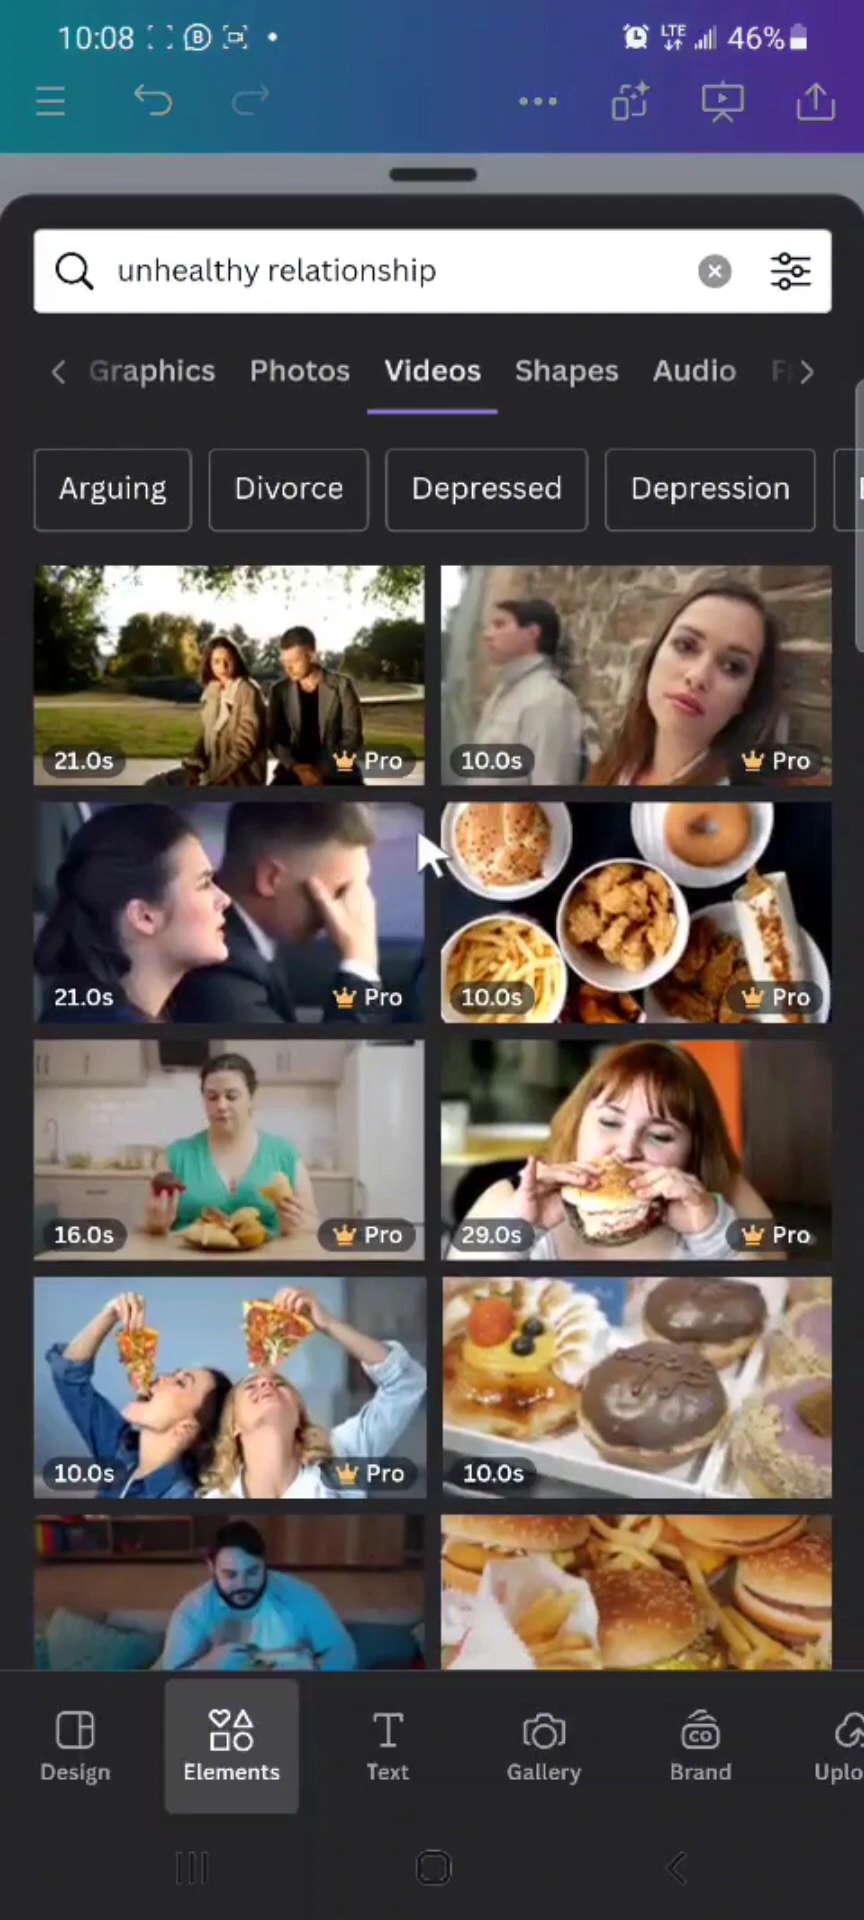 10:08
LTE 46%
unhealthy relationship
Graphics Photos Videos Shapes Audio
Arguing Divorce Depressed Depression
21.0s Pro 10.0s Pro
21.0s Pro 10.0s Pro
16.0s Pro 29.0s Pro
10.0s Pro 10.0s
Design Elements Text Gallery Brand Uplo